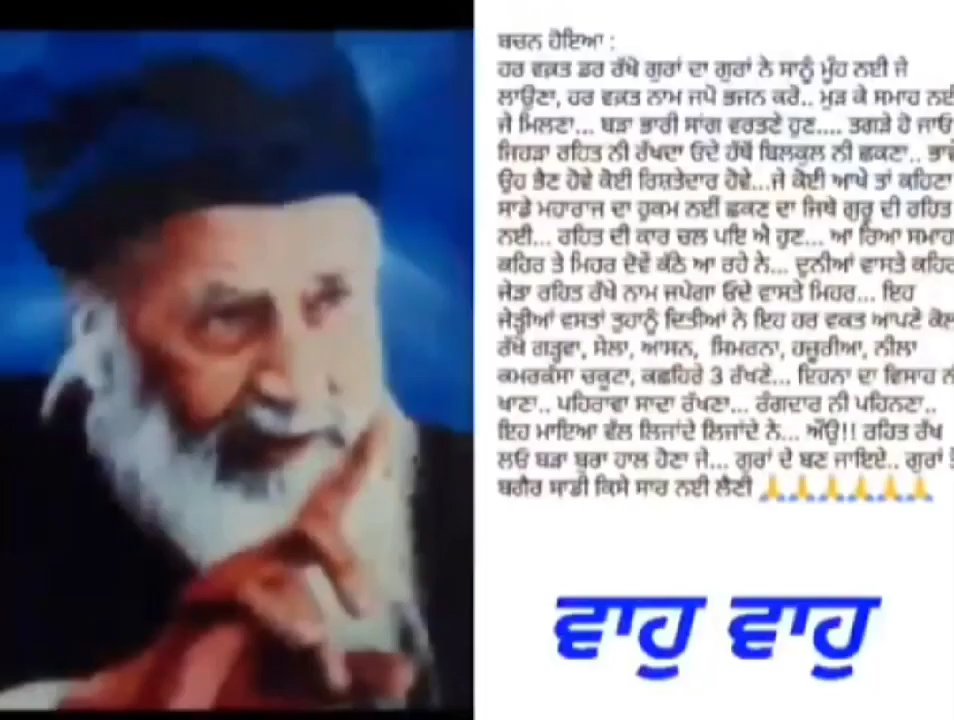 ਬਚਨ ਹੋਇਆ :
ਹਰ ਵਕਤ ਡਰ ਰੱਖੋ ਗੁਰਾਂ ਦਾ ਗੁਰਾਂ ਨੇ ਸਾਨੂੰ ਮੂੰਹ ਨਈ ਜੇ
ਲਾਉਣਾ, ਹਰ ਵਕਤ ਨਾਮ ਜਪੋ ਭਜਨ ਕਰੋ.. ਮੁੜ ਕੇ ਸਮਾਹ ਨਈ
ਜੇ ਮਿਲਣਾ... ਬੜਾ ਭਾਰੀ ਸਾਂਗ ਵਰਤਣੇ ਹੁਣ.... ਤਗੜੇ ਹੋ ਜਾਓ
ਜਿਹੜਾ ਰਹਿਤ ਨੀ ਰੱਖਦਾ ਓਦੇ ਹੱਥੋਂ ਬਿਲਕੁਲ ਨੀ ਛਕਣਾ.. ਭਾਵੇਂ
ਉਹ ਭੈਣ ਹੋਵੇ ਕੋਈ ਰਿਸ਼ਤੇਦਾਰ ਹੋਵੇ...ਜੇ ਕੋਈ ਆਖੇ ਤਾਂ ਕਹਿਣਾ
ਸਾਡੇ ਮਹਾਰਾਜ ਦਾ ਹੁਕਮ ਨਈਂ ਛਕਣ ਦਾ ਜਿਥੇ ਗੁਰੂ ਦੀ ਰਹਿਤ
ਨਈ... ਰਹਿਤ ਦੀ ਕਾਰ ਚਲ ਪਇ ਐ ਹੁਣ... ਆ ਰਿਆ ਸਮਾਹ
ਕਹਿਰ ਤੇ ਮਿਹਰ ਦੋਵੇਂ ਕੱਠੇ ਆ ਰਹੇ ਨੇ... ਦੁਨੀਆਂ ਵਾਸਤੇ ਕਹਿਰ
ਜੇੜਾ ਰਹਿਤ ਰੱਖੇ ਨਾਮ ਜਪੇਗਾ ਓਦੇ ਵਾਸਤੇ ਮਿਹਰ... ਇਹ
ਜੇੜੀਆਂ ਵਸਤਾਂ ਤੁਹਾਨੂੰ ਦਿਤੀਆਂ ਨੇ ਇਹ ਹਰ ਵਕਤ ਆਪਣੇ ਕੋਲ
ਰੱਖੋ ਗੜ੍ਹਵਾ, ਸੇਲਾ, ਆਸਨ, ਸਿਮਰਨਾ, ਹਜੂਰੀਆ, ਨੀਲਾ
ਕਮਰਕੱਸਾ ਚਕੂਟਾ, ਕਛਹਿਰੇ 3 ਰੱਖਣੇ... ਇਹਨਾ ਦਾ ਵਿਸਾਹ ਨੀ
ਖਾਣਾ.. ਪਹਿਰਾਵਾ ਸਾਦਾ ਰੱਖਣਾ... ਰੰਗਦਾਰ ਨੀ ਪਹਿਨਣਾ..
ਇਹ ਮਾਇਆ ਵੱਲ ਲਿਜਾਂਦੇ ਲਿਜਾਂਦੇ ਨੇ... ਔਂਉ!! ਰਹਿਤ ਰੱਖ
ਲਓ ਬੜਾ ਬੁਰਾ ਹਾਲ ਹੋਣਾ ਜੇ... ਗੁਰਾਂ ਦੇ ਬਣ ਜਾਇਏ.. ਗੁਰਾਂ ਤੋਂ
ਬਗੈਰ ਸਾਡੀ ਕਿਸੇ ਸਾਰ ਨਈ ਲੈਣੀ 🙏🙏🙏🙏🙏🙏
ਵਾਹੁ ਵਾਹੁ